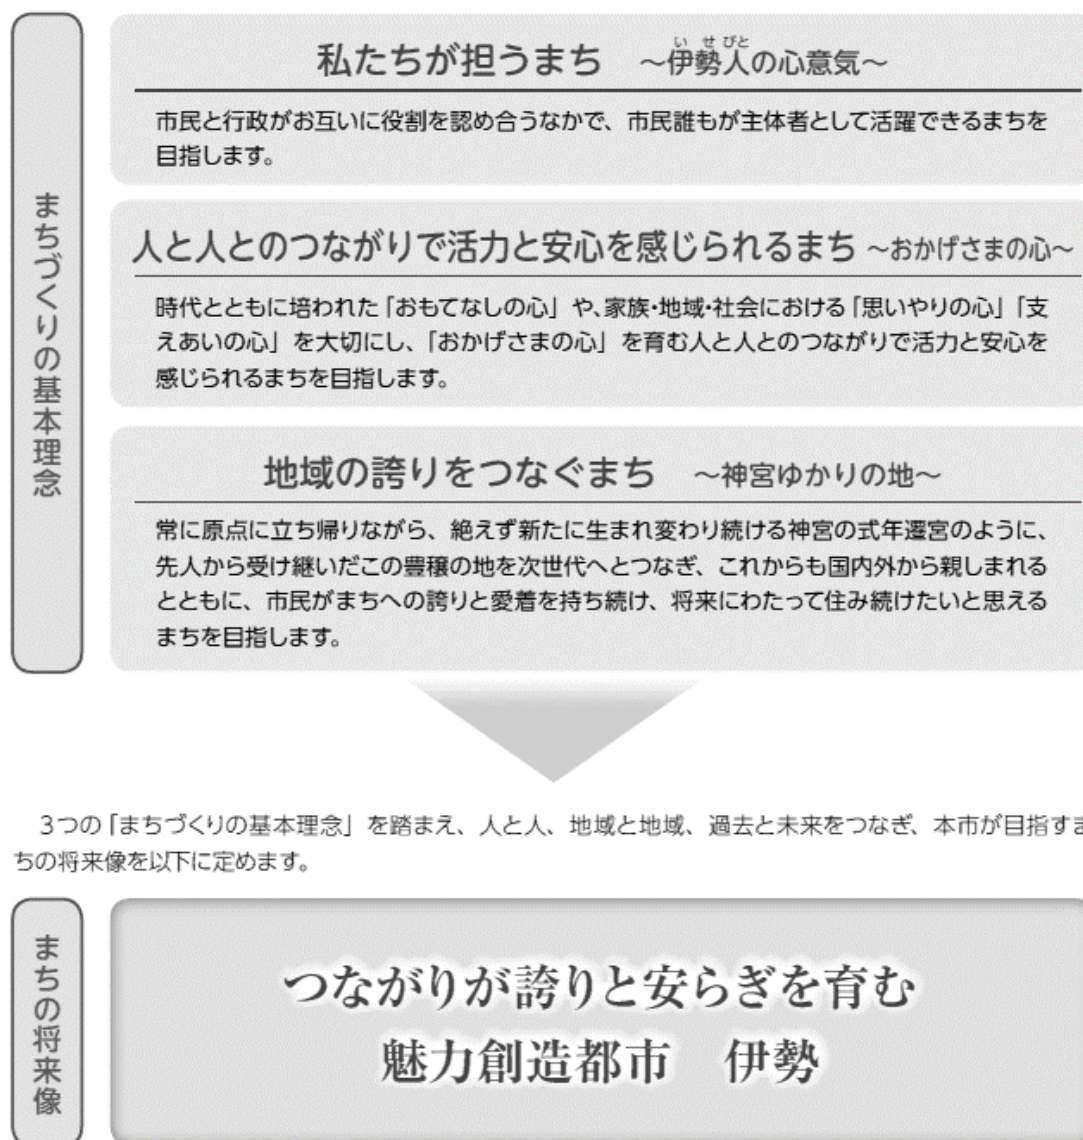 まちづくりの基本理念
私たちが担うまち ～伊勢人の心意気～
いせびと
市民と行政がお互いに役割を認め合うなかで、市民誰もが主体者として活躍できるまちを
目指します。
人と人とのつながりで活力と安心を感じられるまち ～おかげさまの心～
時代とともに培われた「おもてなしの心」や、家族・地域・社会における「思いやりの心」「支
えあいの心」を大切にし、「おかげさまの心」を育む人と人とのつながりで活力と安心を
感じられるまちを目指します。
地域の誇りをつなぐまち ～神宮ゆかりの地～
常に原点に立ち帰りながら、絶えず新たに生まれ変わり続ける神宮の式年遷宮のように、
先人から受け継いだこの豊穣の地を次世代へとつなぎ、これからも国内外から親しまれる
とともに、市民がまちへの誇りと愛着を持ち続け、将来にわたって住み続けたいと思える
まちを目指します。
3つの「まちづくりの基本理念」を踏まえ、人と人、地域と地域、過去と未来をつなぎ、本市が目指すま
ちの将来像を以下に定めます。
まちの将来像
つながりが誇りと安らぎを育む
魅力創造都市 伊勢